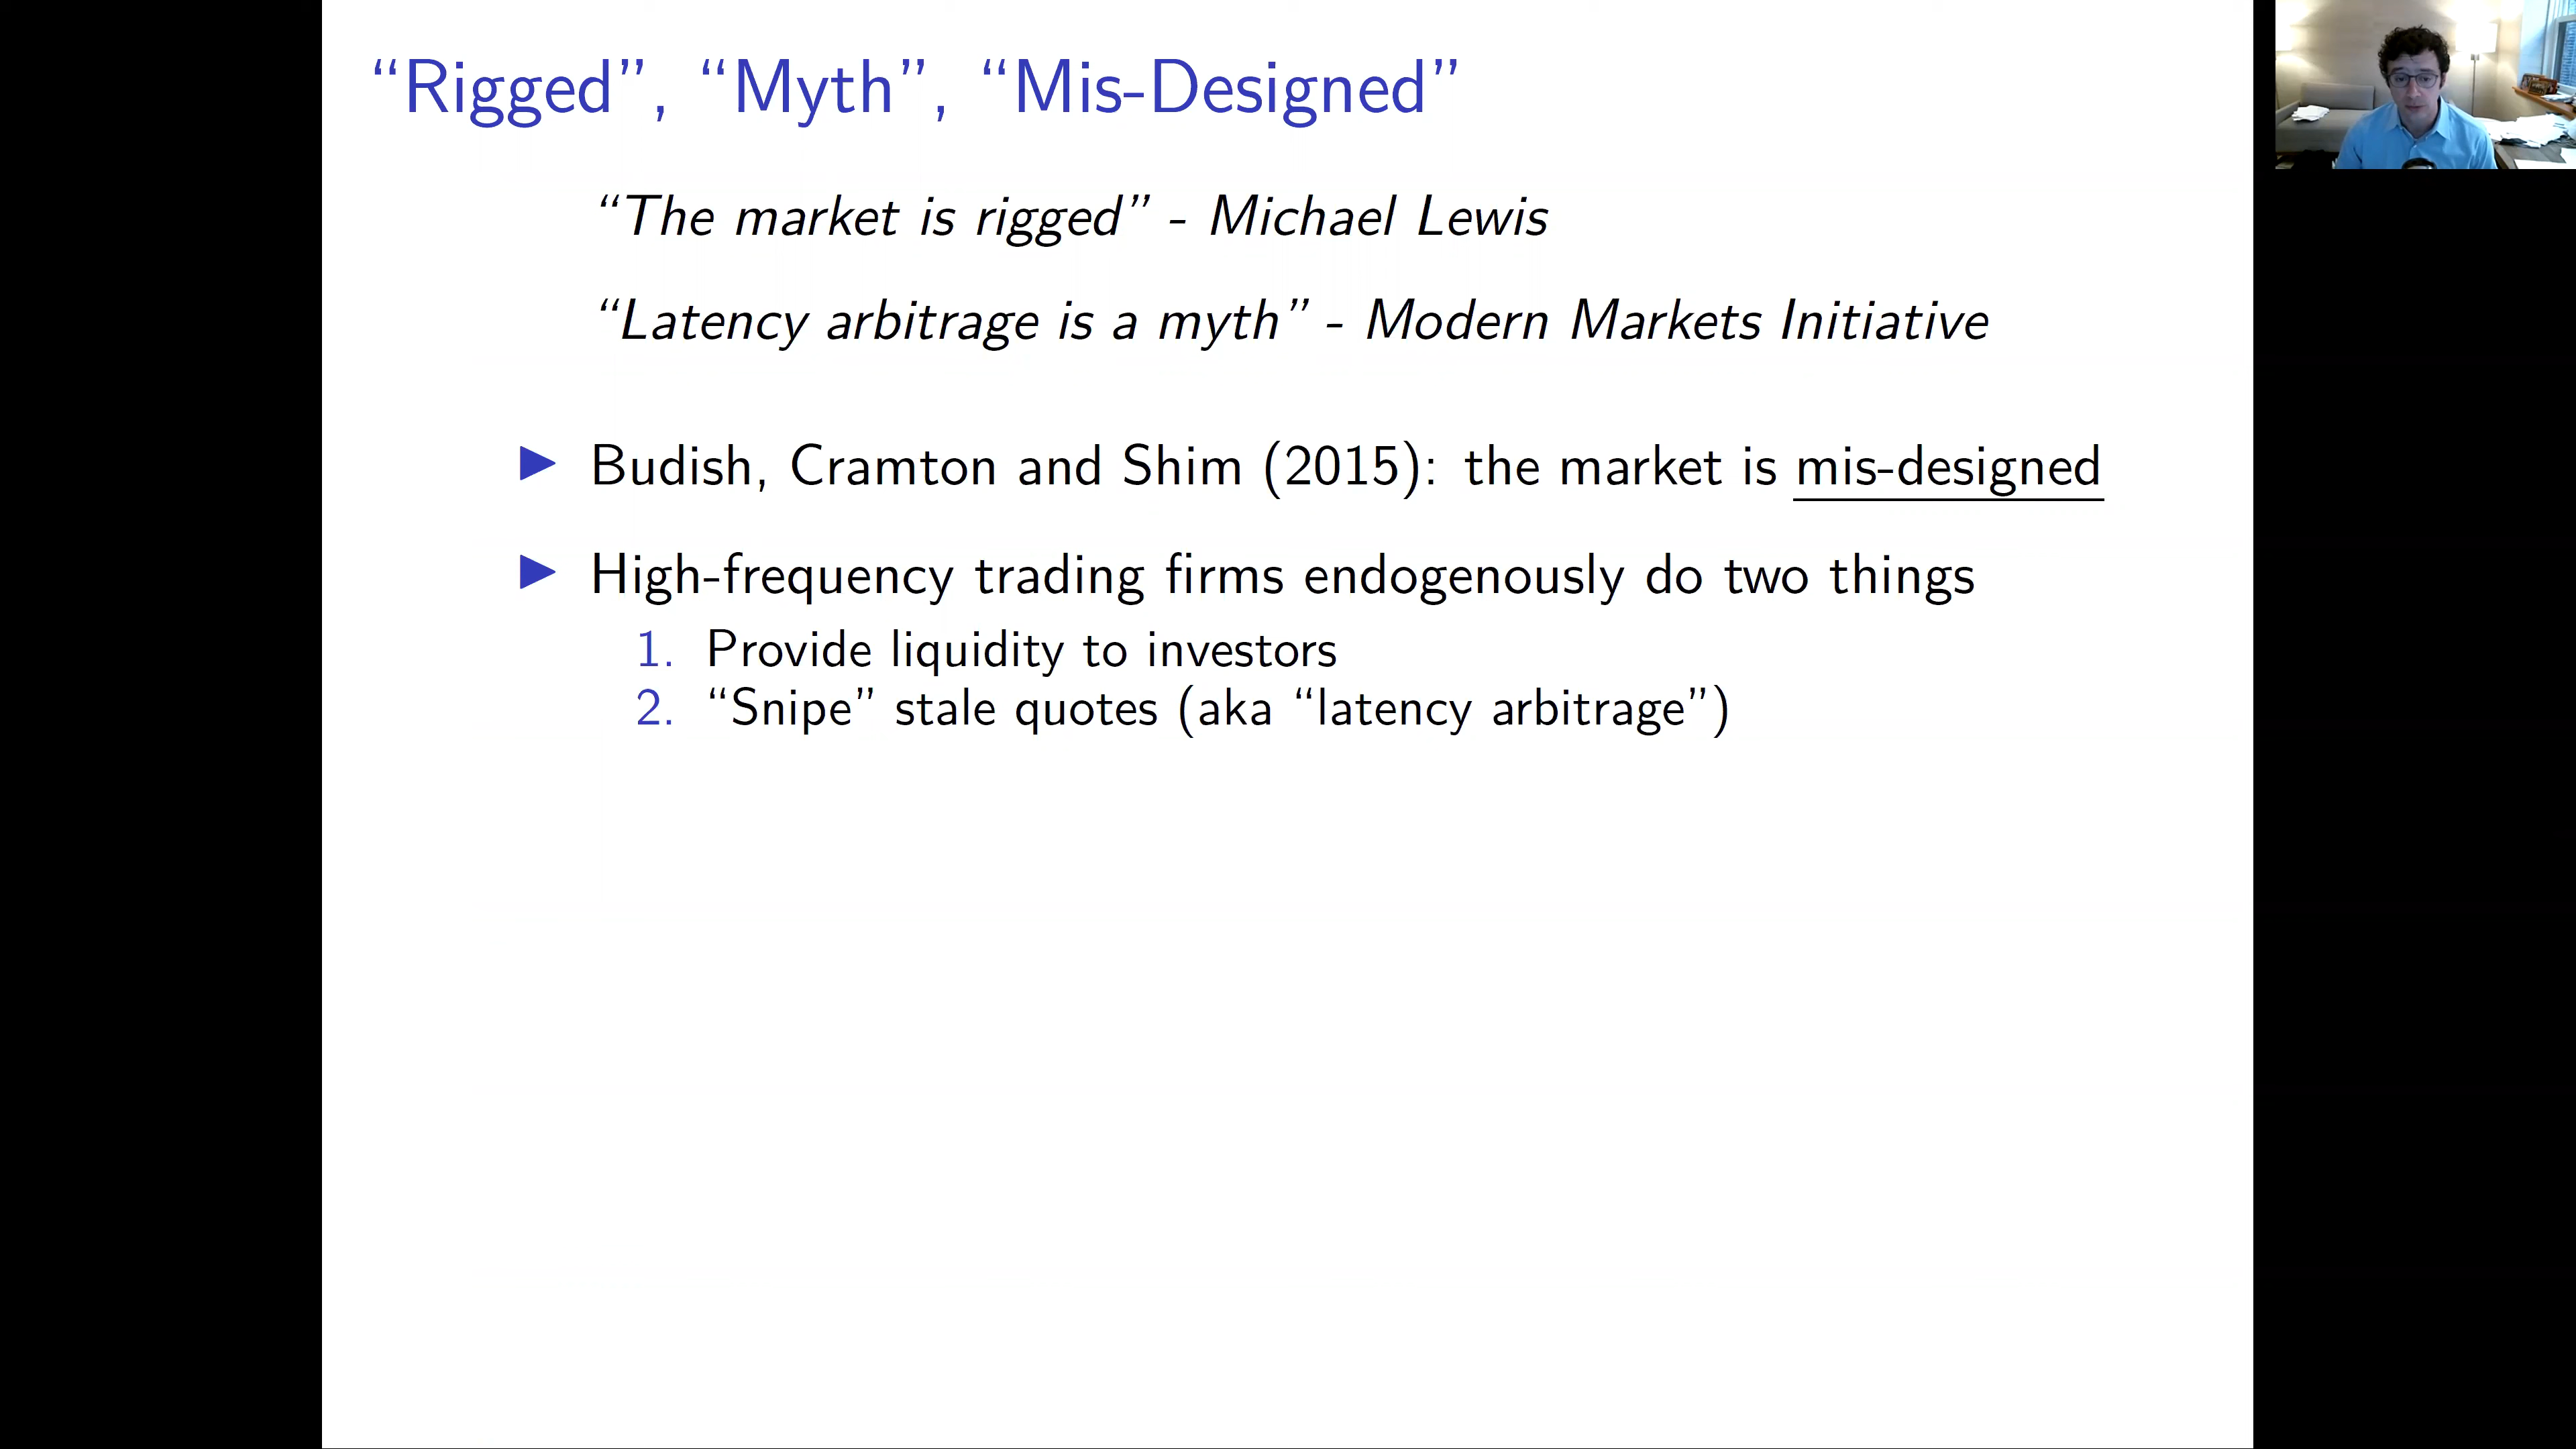 “Rigged”, “Myth”, “Mis-Designed”
“The market is rigged” - Michael Lewis
“Latency arbitrage is a myth” - Modern Markets Initiative
▶ Budish, Cramton and Shim (2015): the market is mis-designed
▶ High-frequency trading firms endogenously do two things
1. Provide liquidity to investors
2. “Snipe” stale quotes (aka “latency arbitrage”)